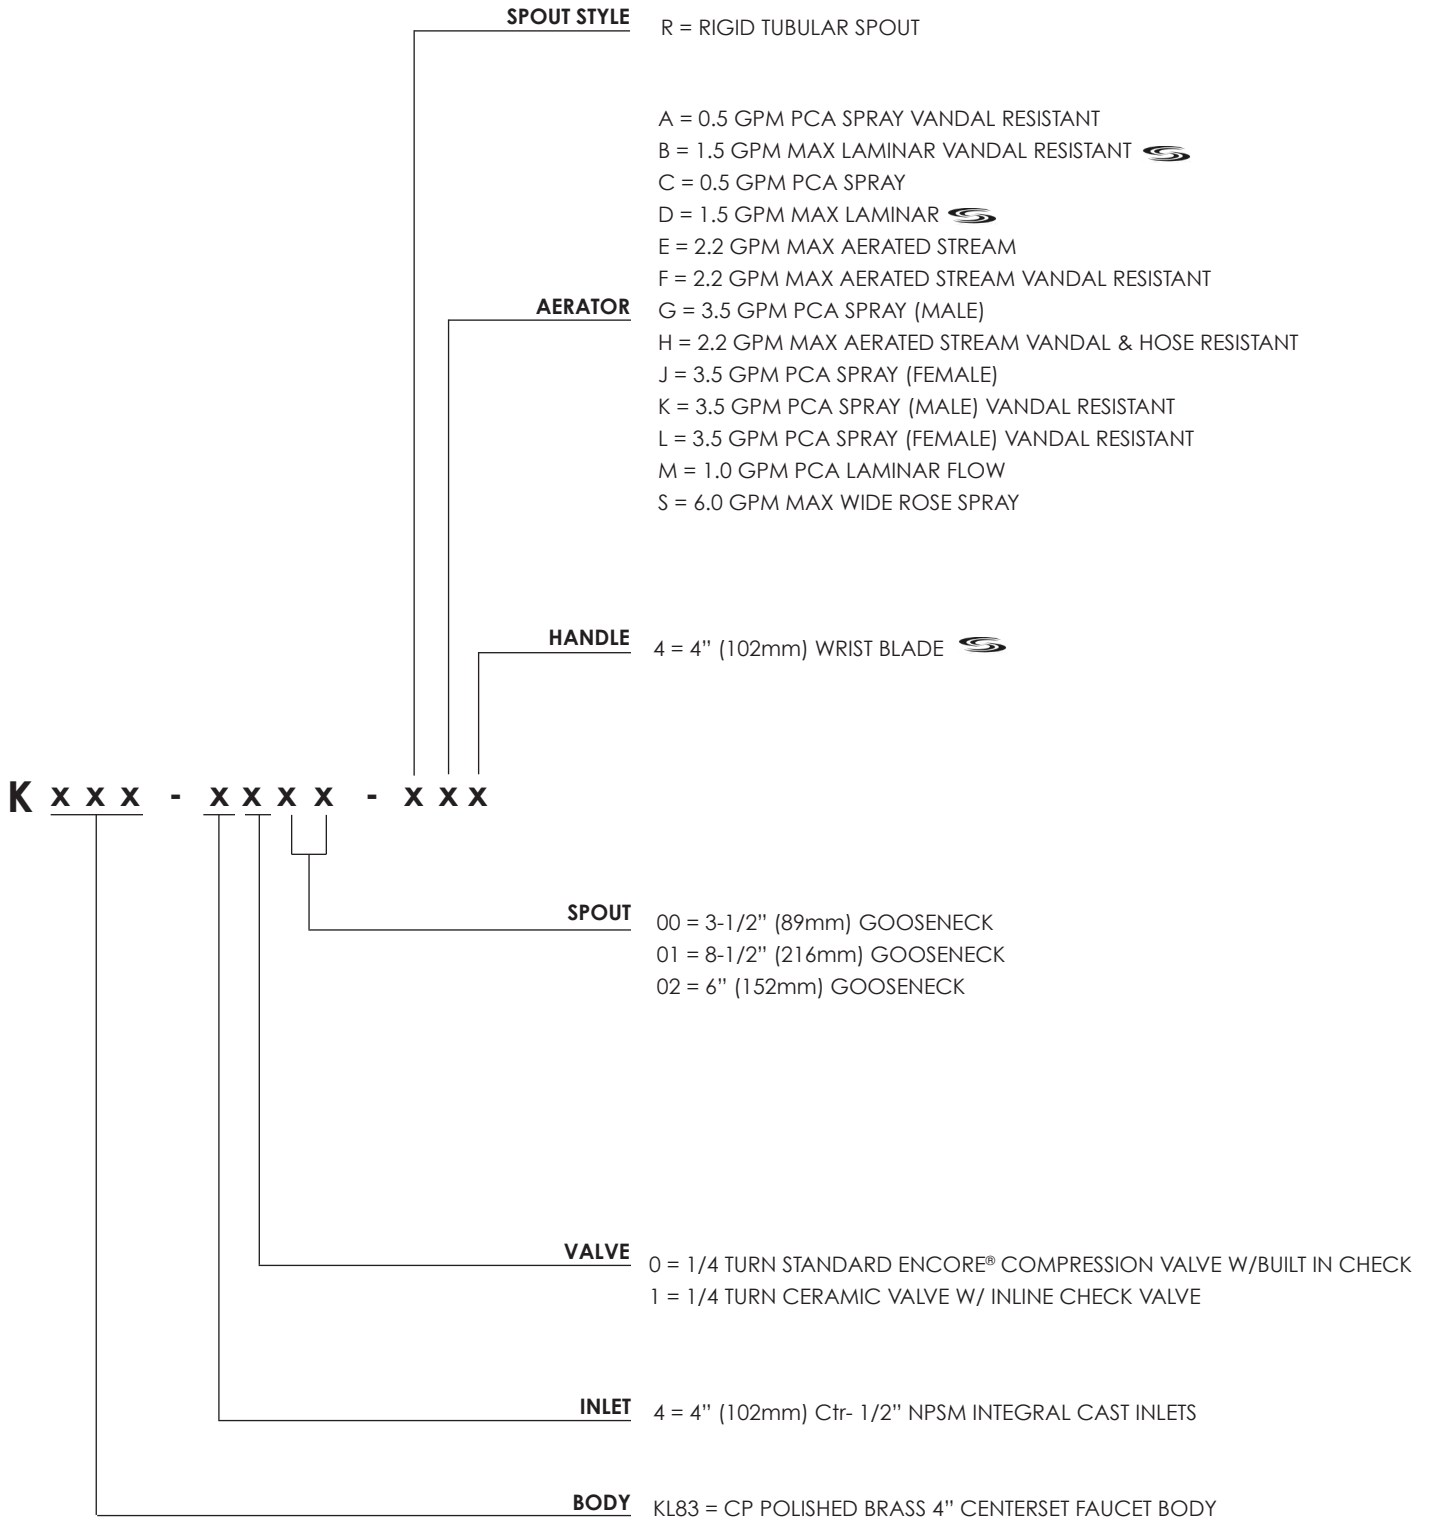 SPOUT STYLE
R = RIGID TUBULAR SPOUT
A = 0.5 GPM PCA SPRAY VANDAL RESISTANT
B = 1.5 GPM MAX LAMINAR VANDAL RESISTANT
C = 0.5 GPM PCA SPRAY
D = 1.5 GPM MAX LAMINAR
E = 2.2 GPM MAX AERATED STREAM
F = 2.2 GPM MAX AERATED STREAM VANDAL RESISTANT
AERATOR
G = 3.5 GPM PCA SPRAY (MALE)
H = 2.2 GPM MAX AERATED STREAM VANDAL & HOSE RESISTANT
J = 3.5 GPM PCA SPRAY (FEMALE)
K = 3.5 GPM PCA SPRAY (MALE) VANDAL RESISTANT
L = 3.5 GPM PCA SPRAY (FEMALE) VANDAL RESISTANT
M = 1.0 GPM PCA LAMINAR FLOW
S = 6.0 GPM MAX WIDE ROSE SPRAY
HANDLE
4 = 4” (102mm) WRIST BLADE
K x x x - x x x x - x x x
SPOUT
00 = 3-1/2” (89mm) GOOSENECK
01 = 8-1/2” (216mm) GOOSENECK
02 = 6” (152mm) GOOSENECK
VALVE
0 = 1/4 TURN STANDARD ENCORE® COMPRESSION VALVE W/BUILT IN CHECK
1 = 1/4 TURN CERAMIC VALVE W/ INLINE CHECK VALVE
INLET
4 = 4” (102mm) Ctr- 1/2” NPSM INTEGRAL CAST INLETS
BODY
KL83 = CP POLISHED BRASS 4” CENTERSET FAUCET BODY